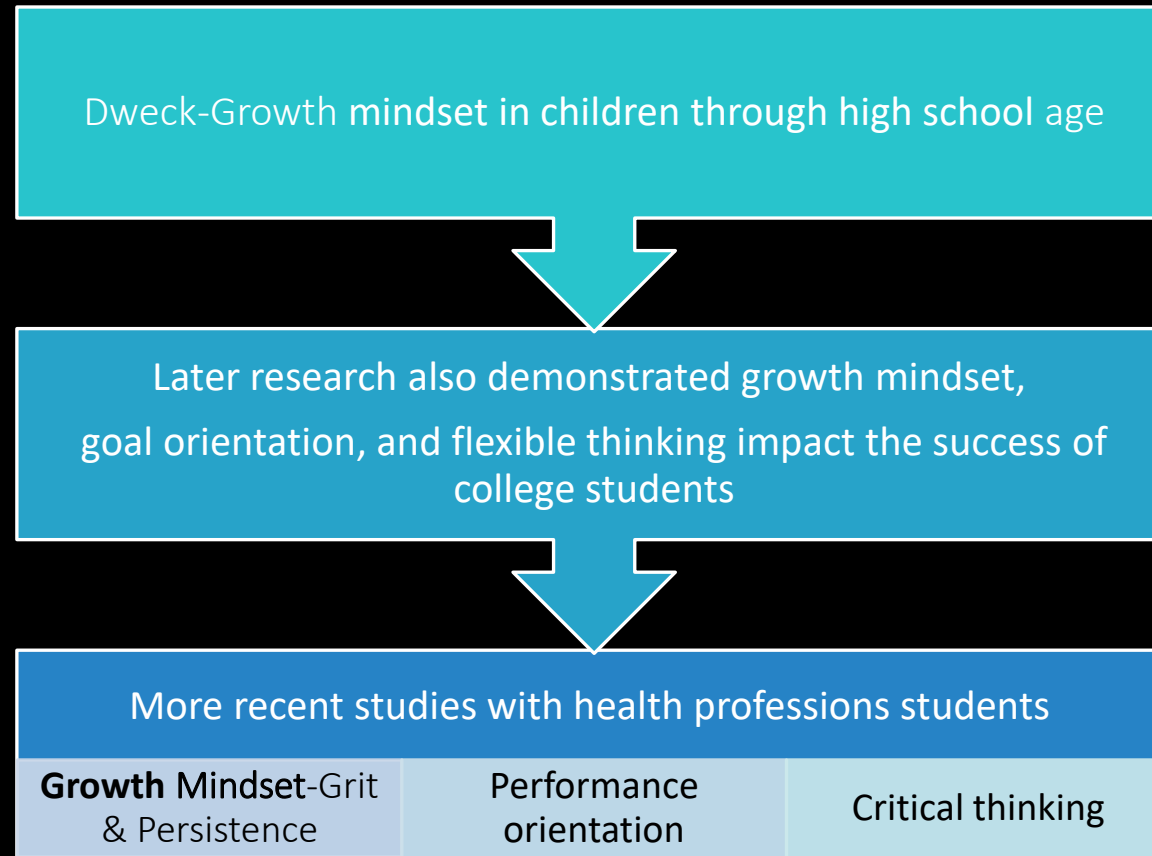 Dweck-Growth mindset in children through high school age
Later research also demonstrated growth mindset,
goal orientation, and flexible thinking impact the success of
college students
More recent studies with health professions students
Growth Mindset-Grit
& Persistence
Performance
orientation
Critical thinking